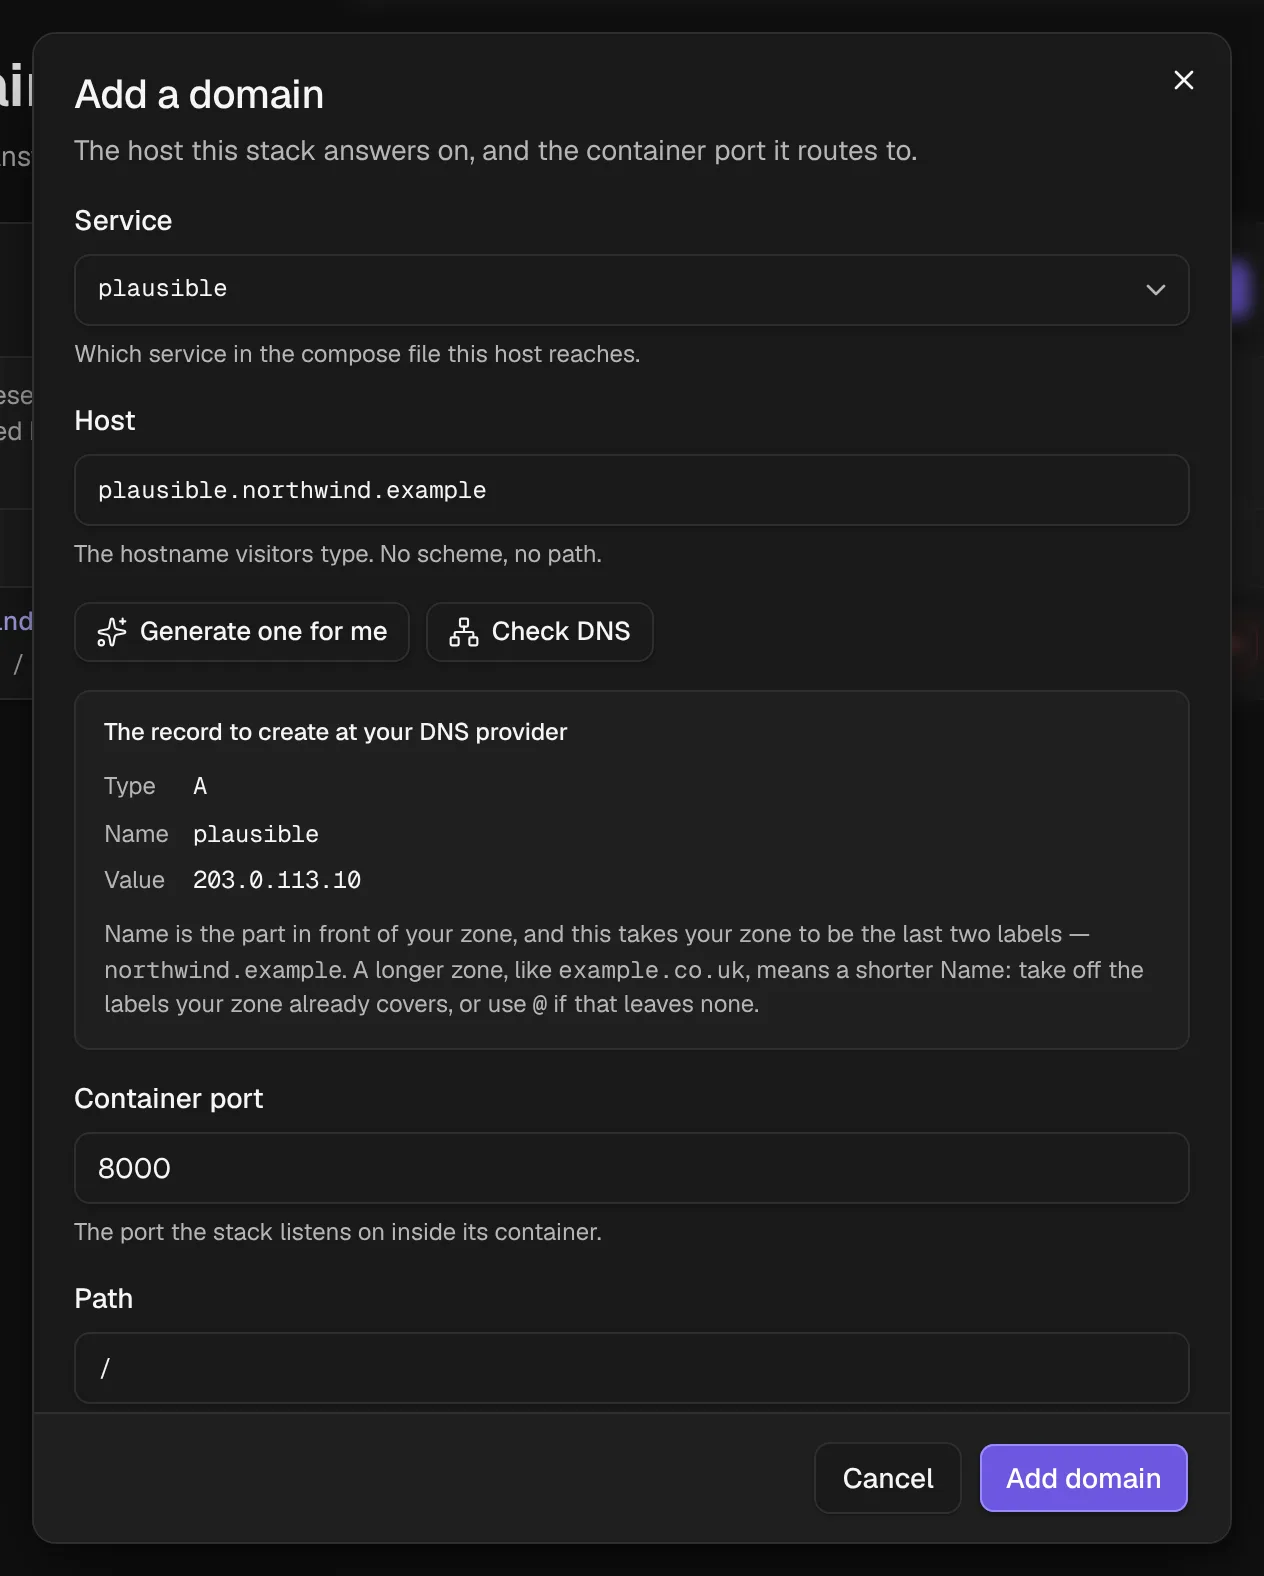 Add a domain
The host this stack answers on, and the container port it routes to.
Service
plausible
Which service in the compose file this host reaches.
Host
plausible.northwind.example
The hostname visitors type. No scheme, no path.
Generate one for me
Check DNS
The record to create at your DNS provider
Type A
Name plausible
Value 203.0.113.10
Name is the part in front of your zone, and this takes your zone to be the last two labels —
northwind.example. A longer zone, like example.co.uk, means a shorter Name: take off the
labels your zone already covers, or use @ if that leaves none.
Container port
8000
The port the stack listens on inside its container.
Path
/
Cancel
Add domain